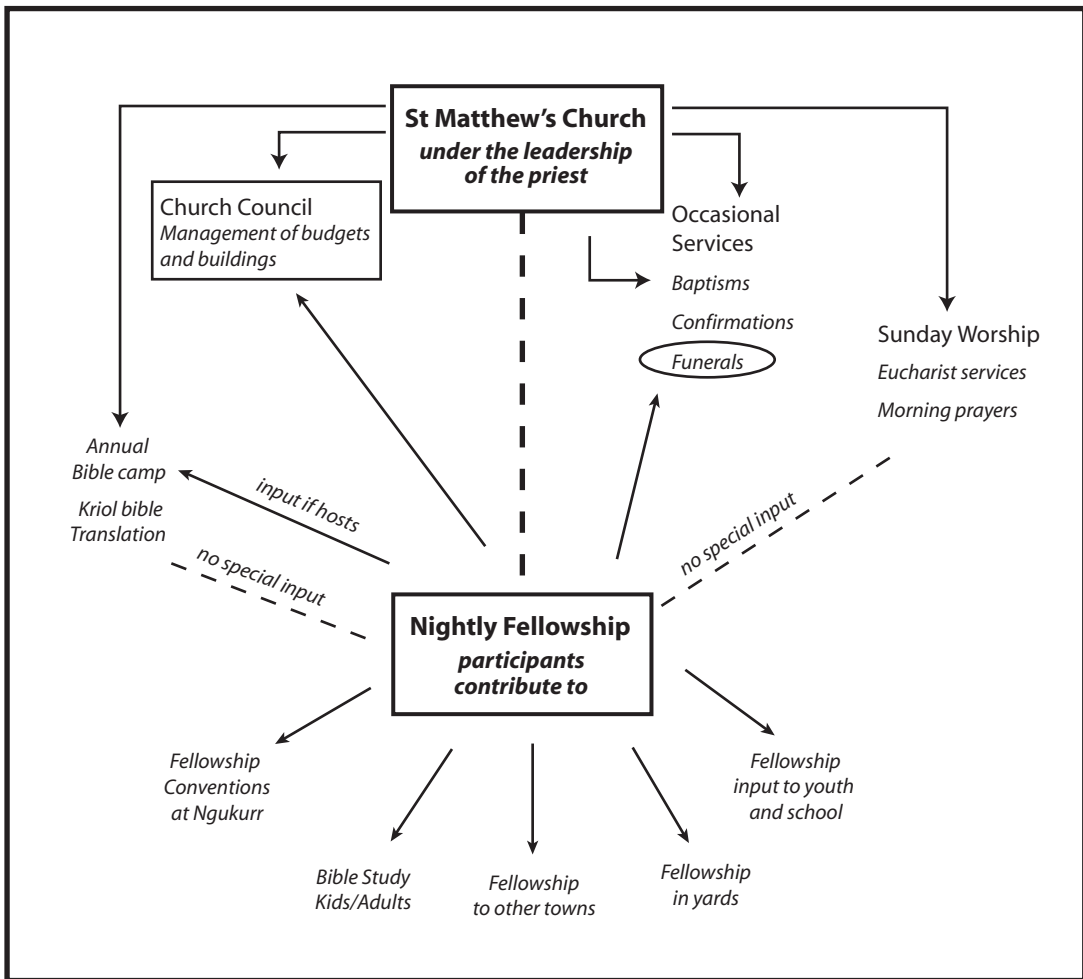 St Matthew's Church
under the leadership
of the priest
Church Council
Management of budgets
and buildings
Occasional
Services
Baptisms
Confirmations
Funerals
Sunday Worship
Eucharist services
Morning prayers
Annual
Bible camp
Kriol bible
Translation
input if hosts
no special input
no special input
Nightly Fellowship
participants
contribute to
Fellowship
Conventions
at Ngukurr
Bible Study
Kids/Adults
Fellowship
to other towns
Fellowship
in yards
Fellowship
input to youth
and school